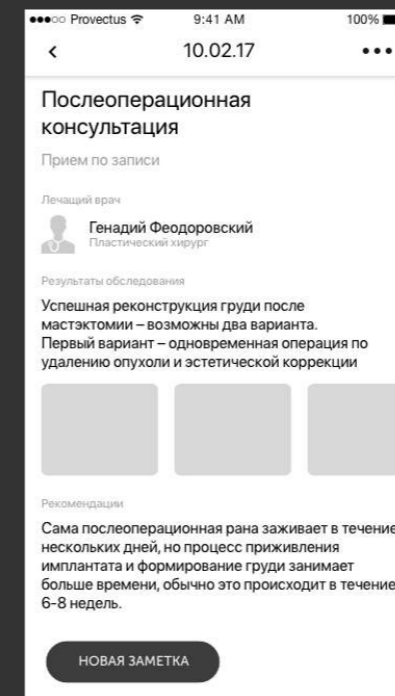 Provectus 9:41 AM 100%
10.02.17
Послеоперационная
консультация
Прием по записи
Лечащий врач
Генадий Феодоровский
Пластический хирург
Результаты обследования
Успешная реконструкция груди после
мастэктомии – возможны два варианта.
Первый вариант – одновременная операция по
удалению опухоли и эстетической коррекции
Рекомендации
Сама послеоперационная рана заживает в течение
нескольких дней, но процесс приживления
имплантата и формирование груди занимает
больше времени, обычно это происходит в течение
6-8 недель.
НОВАЯ ЗАМЕТКА